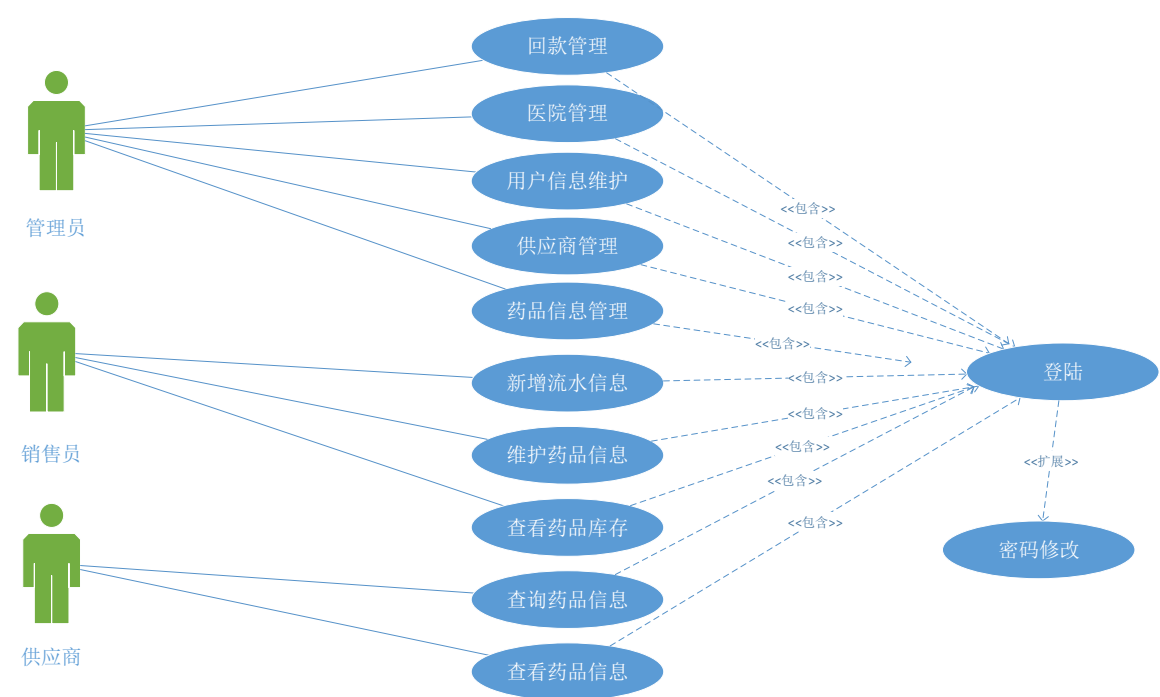 回款管理
医院管理
用户信息维护
管理员
供应商管理
药品信息管理
新增流水信息
销售员
维护药品信息
查看药品库存
查询药品信息
供应商
查看药品信息
<<包含>>
<<包含>>
<<包含>>
<<包含>>
<<包含>>
<<包含>>
<<包含>>
<<包含>>
<<包含>>
<<包含>>
登陆
<<扩展>>
密码修改